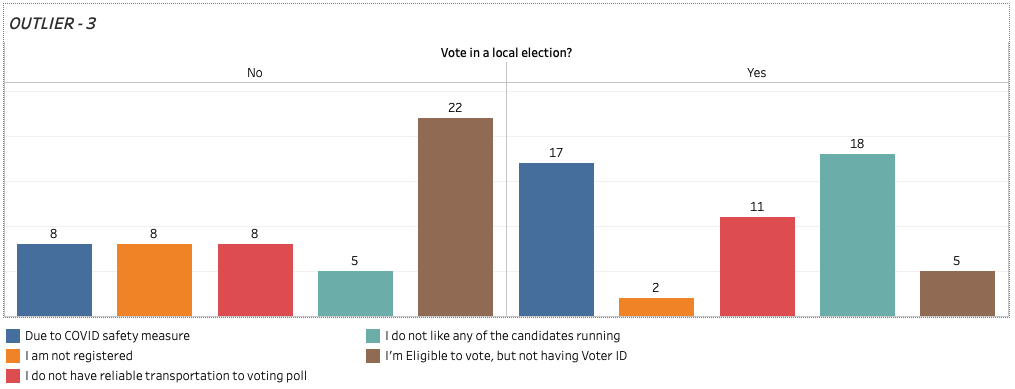 OUTLIER - 3
Vote in a local election?
No Yes
8 8 8 5 22 17 2 11 18 5
Due to COVID safety measure
I am not registered
I do not have reliable transportation to voting poll
I do not like any of the candidates running
I'm Eligible to vote, but not having Voter ID